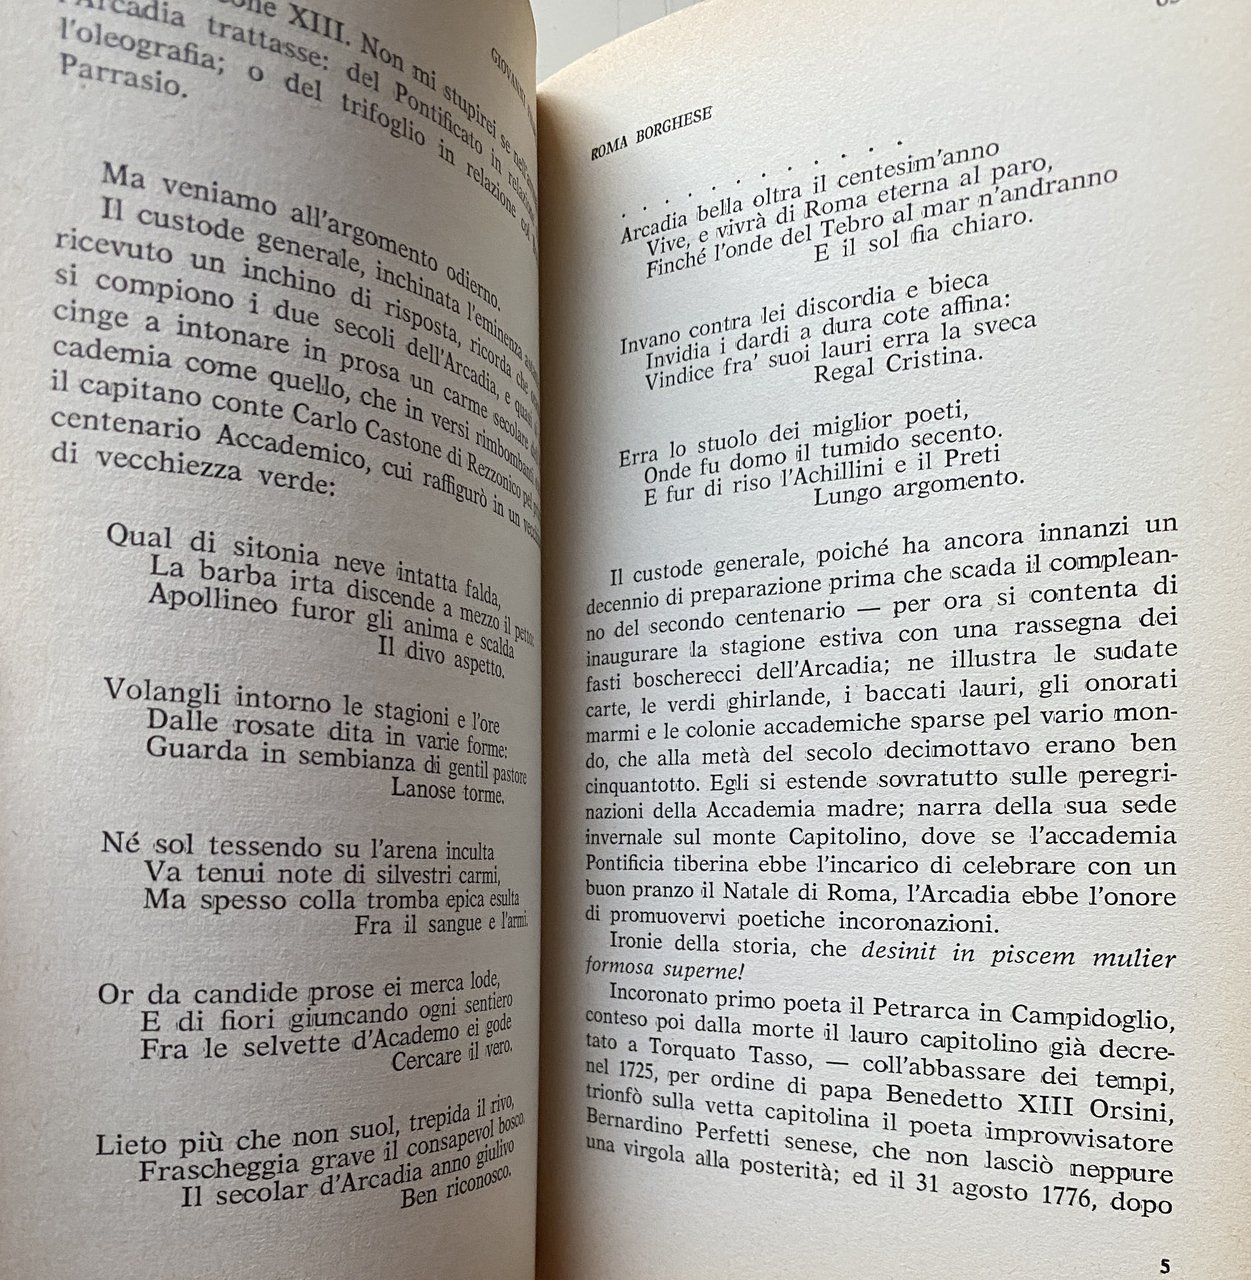 XIII. Non mi stupirei se
l'Arcadia trattasse: del Pontificato in
l'oleografia; o del trifoglio in relazione col
Parrasio.
Ma veniamo all'argomento odierno.
Il custode generale, inchinata l'eminenza
ricevuto un inchino di risposta, ricorda che
si compiono i due secoli dell'Arcadia, e
cinge a intonare in prosa un carme secolare
cademia come quello, che in versi rimbombanti
il capitano conte Carlo Castone di Rezzonico pel
centenario Accademico, cui raffigurò in un
di vecchiezza verde:
Qual di sitonia neve intatta falda,
La barba irta discende a mezzo il petto:
Apollineo furor gli anima e scalda
Il divo aspetto.
Volangli intorno le stagioni e l'ore
Dalle rosate dita in varie forme:
Guarda in sembianza di gentil pastore
Lanose torme.
Né sol tessendo su l'arena inculta
Va tenui note di silvestri carmi,
Ma spesso colla tromba epica esulta
Fra il sangue e l'armi.
Or da candide prose ei merca lode,
E di fiori giuncando ogni sentiero
Fra le selvette d'Academo ei gode
Cercare il vero.
Lieto più che non suol, trepida il rivo,
Frascheggia grave il consapevol bosco.
Il secolar d'Arcadia anno giulivo
Ben riconosco.
ROMA BORGHESE
. . . . . . . . . . . . .
Arcadia bella oltra il centesim'anno
Vive, e vivrà di Roma eterna al paro,
Finché l'onde del Tebro al mar n'andranno
E il sol fia chiaro.
Invano contra lei discordia e bieca
Invidia i dardi a dura cote affina:
Vindice fra' suoi lauri erra la sveca
Regal Cristina.
Erra lo stuolo dei miglior poeti,
Onde fu domo il tumido secento.
E fur di riso l'Achillini e il Preti
Lungo argomento.
Il custode generale, poiché ha ancora innanzi un
decennio di preparazione prima che scada il complean-
no del secondo centenario — per ora si contenta di
inaugurare la stagione estiva con una rassegna dei
fasti boscherecci dell'Arcadia; ne illustra le sudate
carte, le verdi ghirlande, i baccati lauri, gli onorati
marmi e le colonie accademiche sparse pel vario mon-
do, che alla metà del secolo decimottavo erano ben
cinquantotto. Egli si estende sovratutto sulle peregri-
nazioni della Accademia madre; narra della sua sede
invernale sul monte Capitolino, dove se l'accademia
Pontificia tiberina ebbe l'incarico di celebrare con un
buon pranzo il Natale di Roma, l'Arcadia ebbe l'onore
di promuovervi poetiche incoronazioni.
Ironie della storia, che desinit in piscem mulier
formosa superne!
Incoronato primo poeta il Petrarca in Campidoglio,
conteso poi dalla morte il lauro capitolino già decre-
tato a Torquato Tasso, — coll'abbassare dei tempi,
nel 1725, per ordine di papa Benedetto XIII Orsini,
trionfò sulla vetta capitolina il poeta improvvisatore
Bernardino Perfetti senese, che non lasciò neppure
una virgola alla posterità; ed il 31 agosto 1776, dopo
5